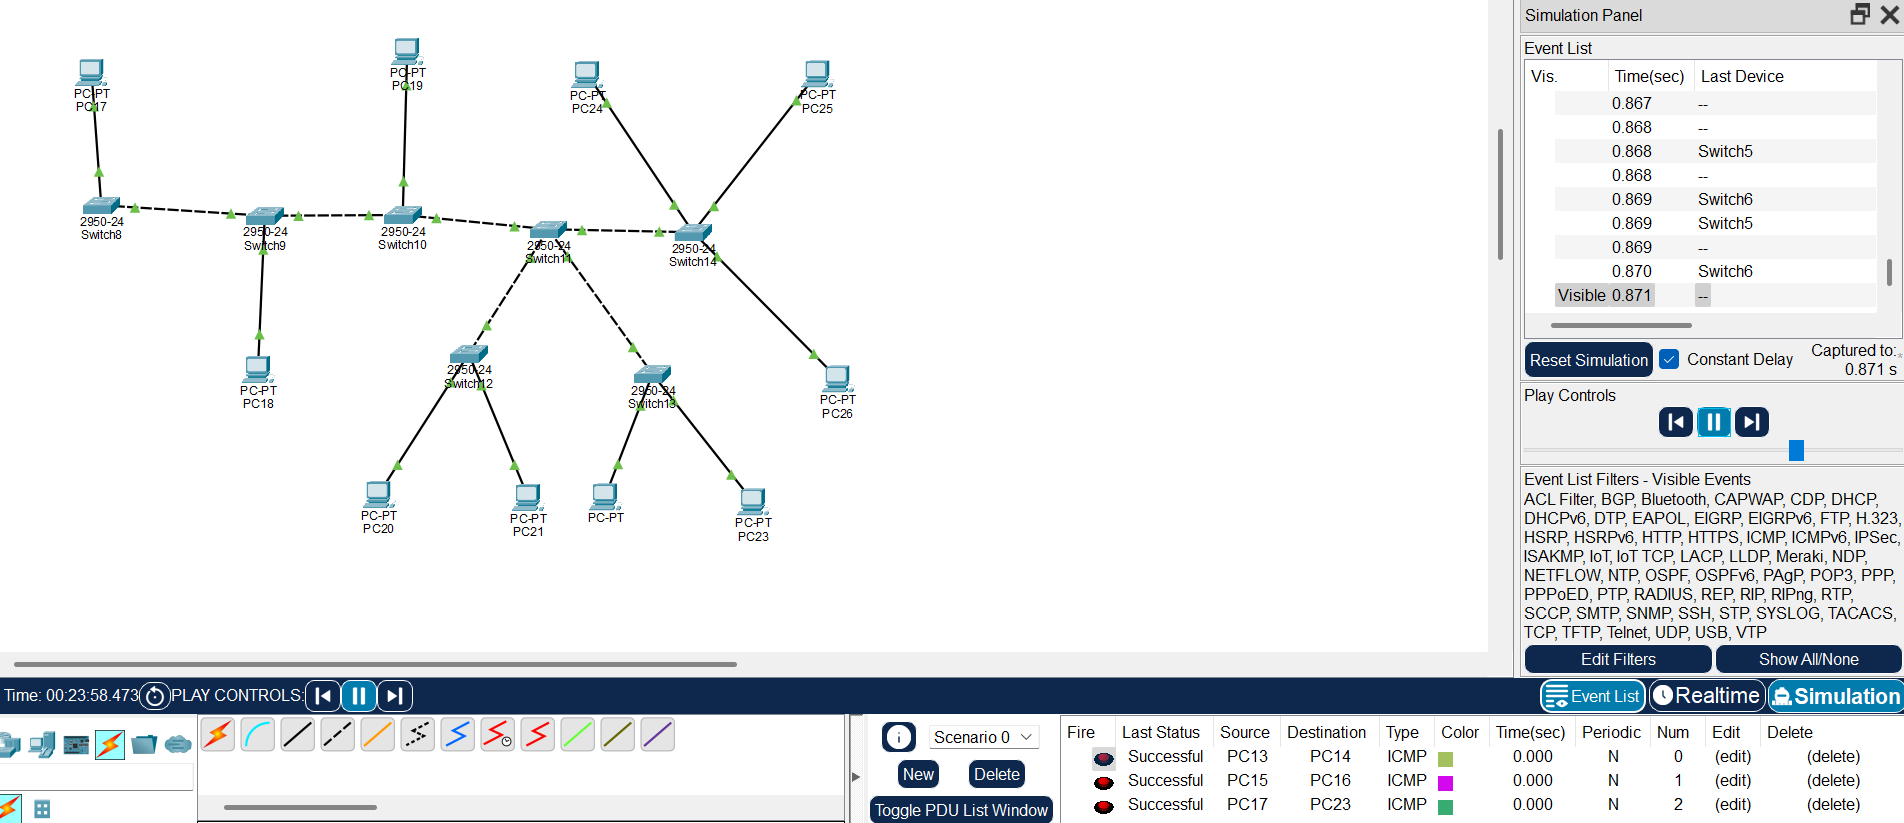 PC-PT
PC17
PC-PT
PC19
PC-PT
PC24
PC-PT
PC25
2950-24
Switch8
2950-24
Switch9
2950-24
Switch10
2950-24
Switch11
2950-24
Switch14
PC-PT
PC18
2950-24
Switch12
2950-24
Switch13
PC-PT
PC26
PC-PT
PC20
PC-PT
PC21
PC-PT
PC-PT
PC23
Simulation Panel
Event List
Vis. Time(sec) Last Device
0.867 --
0.868 --
0.868 Switch5
0.868 --
0.869 Switch6
0.869 Switch5
0.869 --
0.870 Switch6
Visible 0.871 --
Reset Simulation Constant Delay Captured to:*
0.871 s
Play Controls
Event List Filters - Visible Events
ACL Filter, BGP, Bluetooth, CAPWAP, CDP, DHCP,
DHCPv6, DTP, EAPOL, EIGRP, EIGRPv6, FTP, H.323,
HSRP, HSRPv6, HTTP, HTTPS, ICMP, ICMPv6, IPSec,
ISAKMP, IoT, IoT TCP, LACP, LLDP, Meraki, NDP,
NETFLOW, NTP, OSPF, OSPFv6, PAgP, POP3, PPP,
PPPoED, PTP, RADIUS, REP, RIP, RIPng, RTP,
SCCP, SMTP, SNMP, SSH, STP, SYSLOG, TACACS,
TCP, TFTP, Telnet, UDP, USB, VTP
Edit Filters Show All/None
Time: 00:23:58.473 PLAY CONTROLS:
Event List Realtime Simulation
Scenario 0
New Delete
Toggle PDU List Window
Fire Last Status Source Destination Type Color Time(sec) Periodic Num Edit Delete
Successful PC13 PC14 ICMP 0.000 N 0 (edit) (delete)
Successful PC15 PC16 ICMP 0.000 N 1 (edit) (delete)
Successful PC17 PC23 ICMP 0.000 N 2 (edit) (delete)